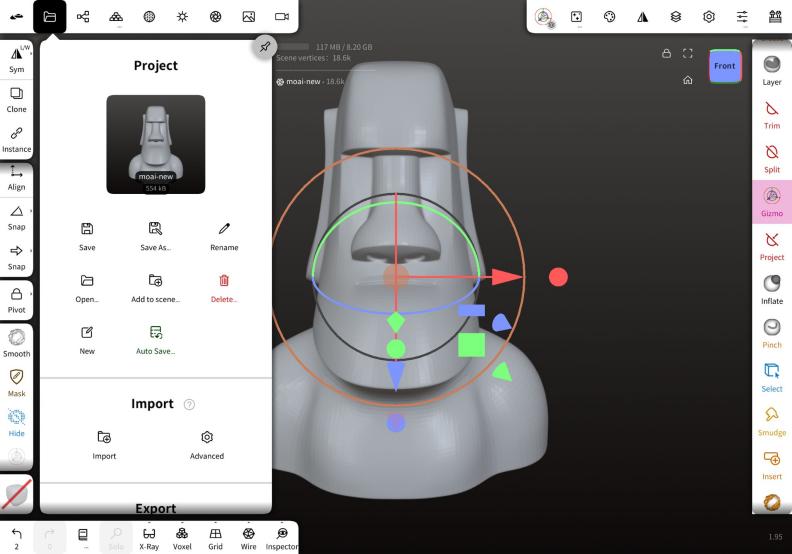 117 MB / 8.20 GB
Scene vertices: 18.6k
moai-new - 18.6k
Front
L/W
Sym
Clone
Instance
Align
Snap
Snap
Pivot
Smooth
Mask
Hide
Project
moai-new
554 kB
Save
Save As...
Rename
Open...
Add to scene...
Delete...
New
Auto Save...
Import
?
Import
Advanced
Export
Layer
Trim
Split
Gizmo
Project
Inflate
Pinch
Select
Smudge
Insert
2
0
...
Solo
X-Ray
Voxel
Grid
Wire
Inspector
1.95